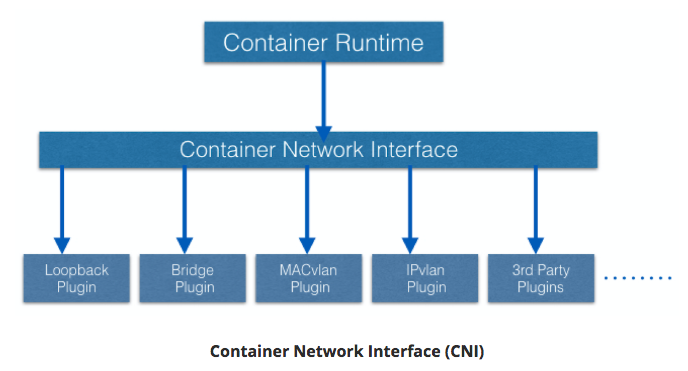 Container Runtime
Container Network Interface
Loopback
Plugin
Bridge
Plugin
MACvlan
Plugin
IPvlan
Plugin
3rd Party
Plugins
Container Network Interface (CNI)